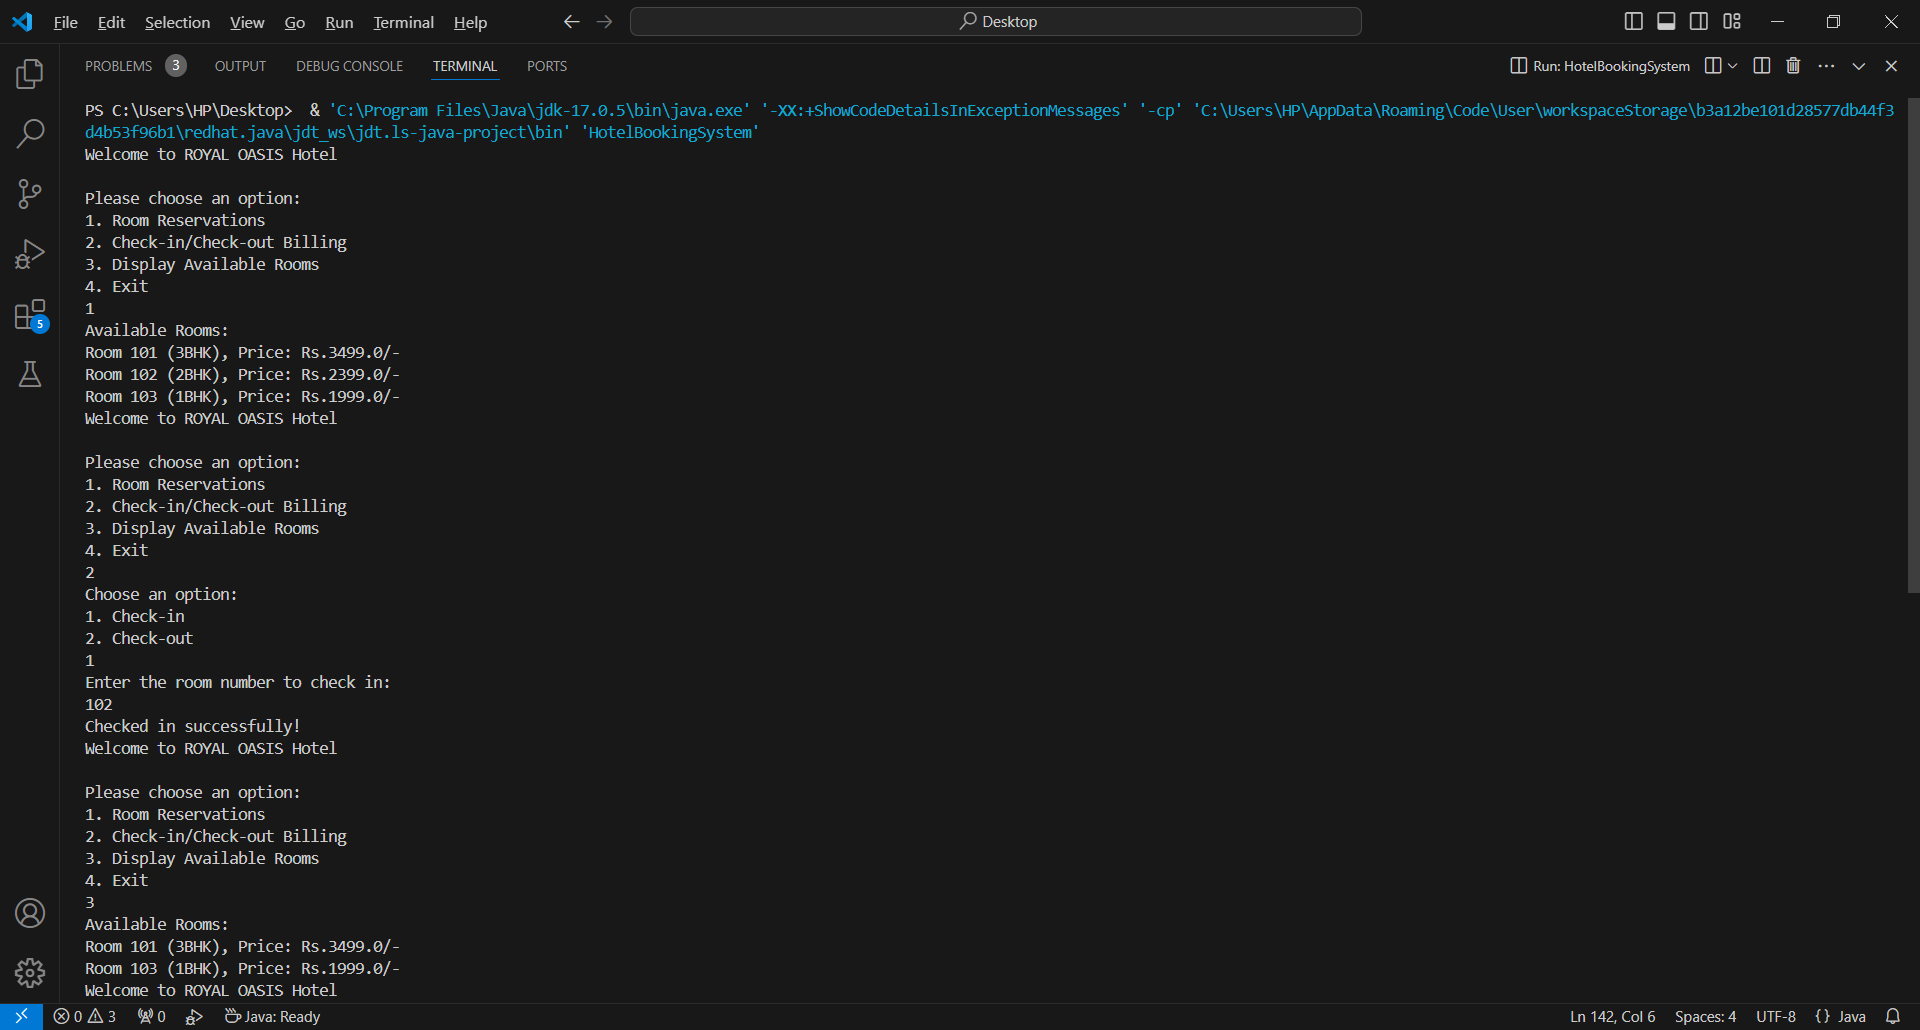 File Edit Selection View Go Run Terminal Help
Desktop
PROBLEMS 3 OUTPUT DEBUG CONSOLE TERMINAL PORTS
Run: HotelBookingSystem
PS C:\Users\HP\Desktop>  & 'C:\Program Files\Java\jdk-17.0.5\bin\java.exe' '-XX:+ShowCodeDetailsInExceptionMessages' '-cp' 'C:\Users\HP\AppData\Roaming\Code\User\workspaceStorage\b3a12be101d28577db44f3
d4b53f96b1\redhat.java\jdt_ws\jdt.ls-java-project\bin' 'HotelBookingSystem'
Welcome to ROYAL OASIS Hotel
Please choose an option:
1. Room Reservations
2. Check-in/Check-out Billing
3. Display Available Rooms
4. Exit
1
Available Rooms:
Room 101 (3BHK), Price: Rs.3499.0/-
Room 102 (2BHK), Price: Rs.2399.0/-
Room 103 (1BHK), Price: Rs.1999.0/-
Welcome to ROYAL OASIS Hotel
Please choose an option:
1. Room Reservations
2. Check-in/Check-out Billing
3. Display Available Rooms
4. Exit
2
Choose an option:
1. Check-in
2. Check-out
1
Enter the room number to check in:
102
Checked in successfully!
Welcome to ROYAL OASIS Hotel
Please choose an option:
1. Room Reservations
2. Check-in/Check-out Billing
3. Display Available Rooms
4. Exit
3
Available Rooms:
Room 101 (3BHK), Price: Rs.3499.0/-
Room 103 (1BHK), Price: Rs.1999.0/-
Welcome to ROYAL OASIS Hotel
5
0 3 0 Java: Ready
Ln 142, Col 6 Spaces: 4 UTF-8 {} Java